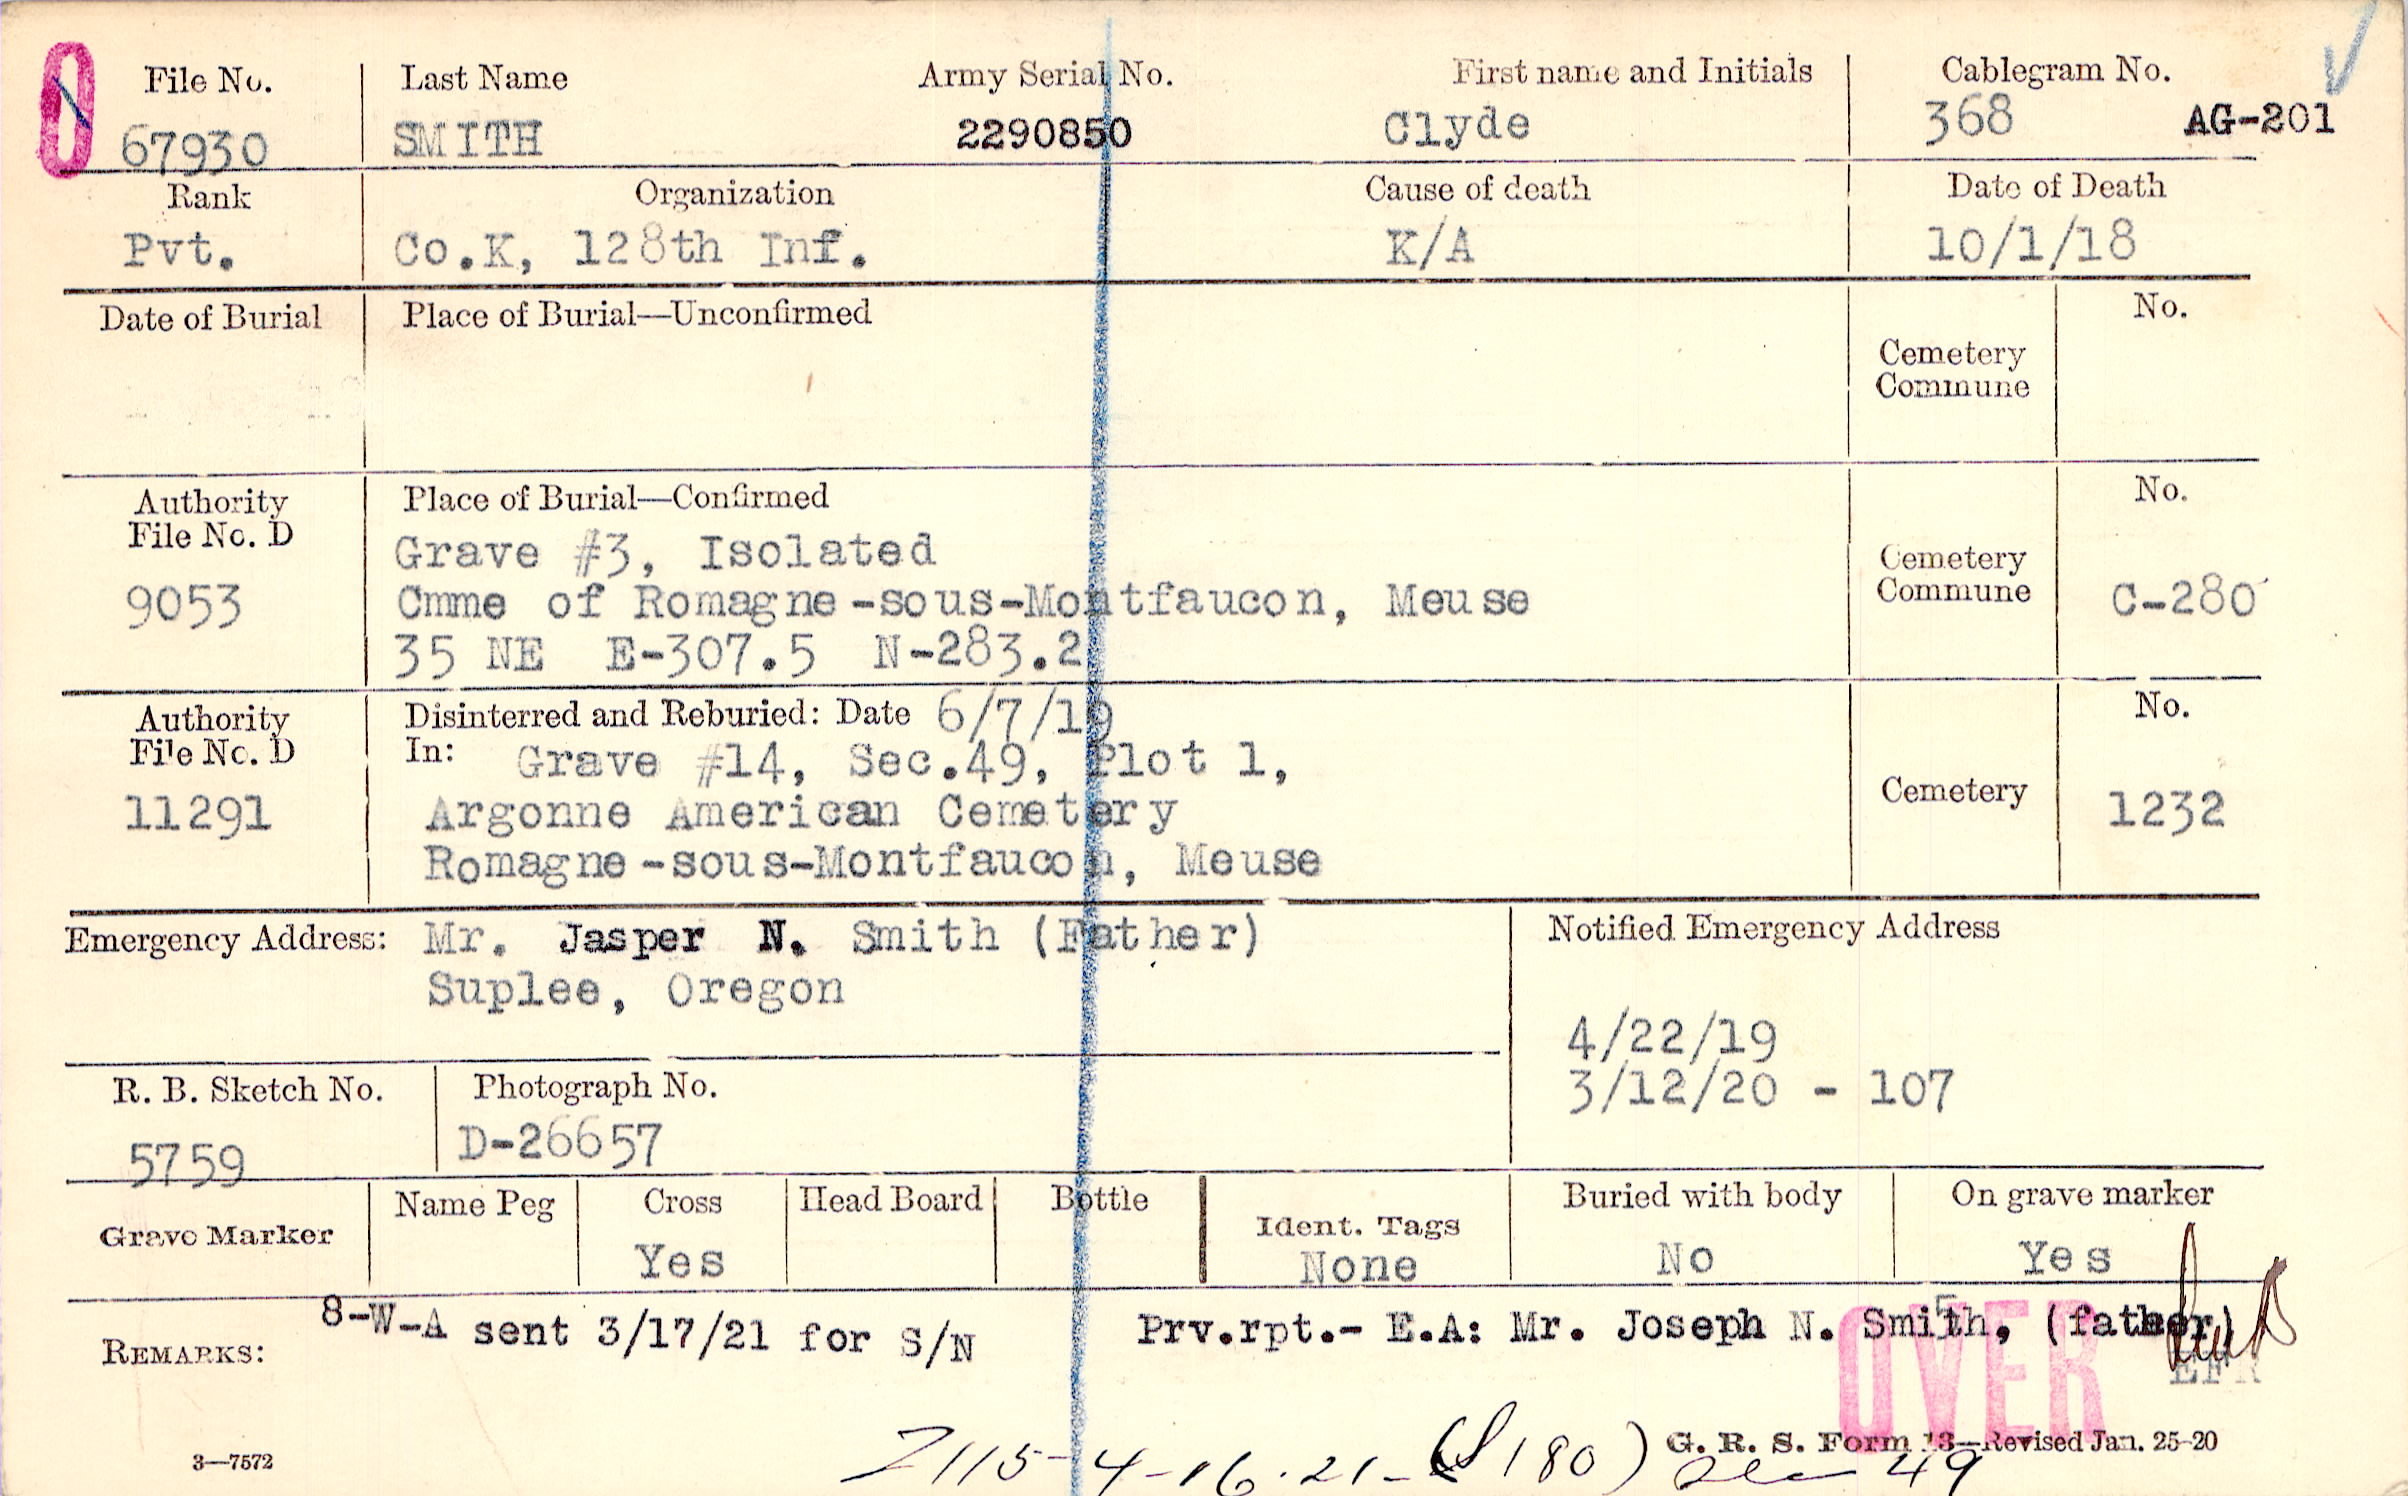 0
File No. Last Name Army Serial No. First name and Initials Cablegram No.
67930 SMITH 2290850 Clyde 368 AG-201
Rank Organization Cause of death Date of Death
Pvt. Co.K, 128th Inf. K/A 10/1/18
Date of Burial Place of Burial—Unconfirmed No.
Cemetery
Commune
Authority Place of Burial—Confirmed No.
File No. D
Grave #3, Isolated
Cemetery
9053 Cmme of Romagne-sous-Montfaucon, Meuse Commune C-280
35 NE E-307.5 N-283.2
Authority Disinterred and Reburied: Date 6/7/19 No.
File No. D In: Grave #14, Sec.49, Plot 1,
11291 Argonne American Cemetery Cemetery 1232
Romagne-sous-Montfaucon, Meuse
Emergency Address: Mr. Jasper N. Smith (Father) Notified Emergency Address
Suplee, Oregon
4/22/19
3/12/20 - 107
R. B. Sketch No. Photograph No.
5759 D-26657
Grave Marker Name Peg Cross Head Board Bottle Ident. Tags Buried with body On grave marker
Yes None No Yes
REMARKS: 8-W-A sent 3/17/21 for S/N Prv.rpt.- E.A: Mr. Joseph N. Smith, (father)
EFR
OVER
3—7572 G. R. S. Form 13—Revised Jan. 25-20
4-16-21- 180) 49